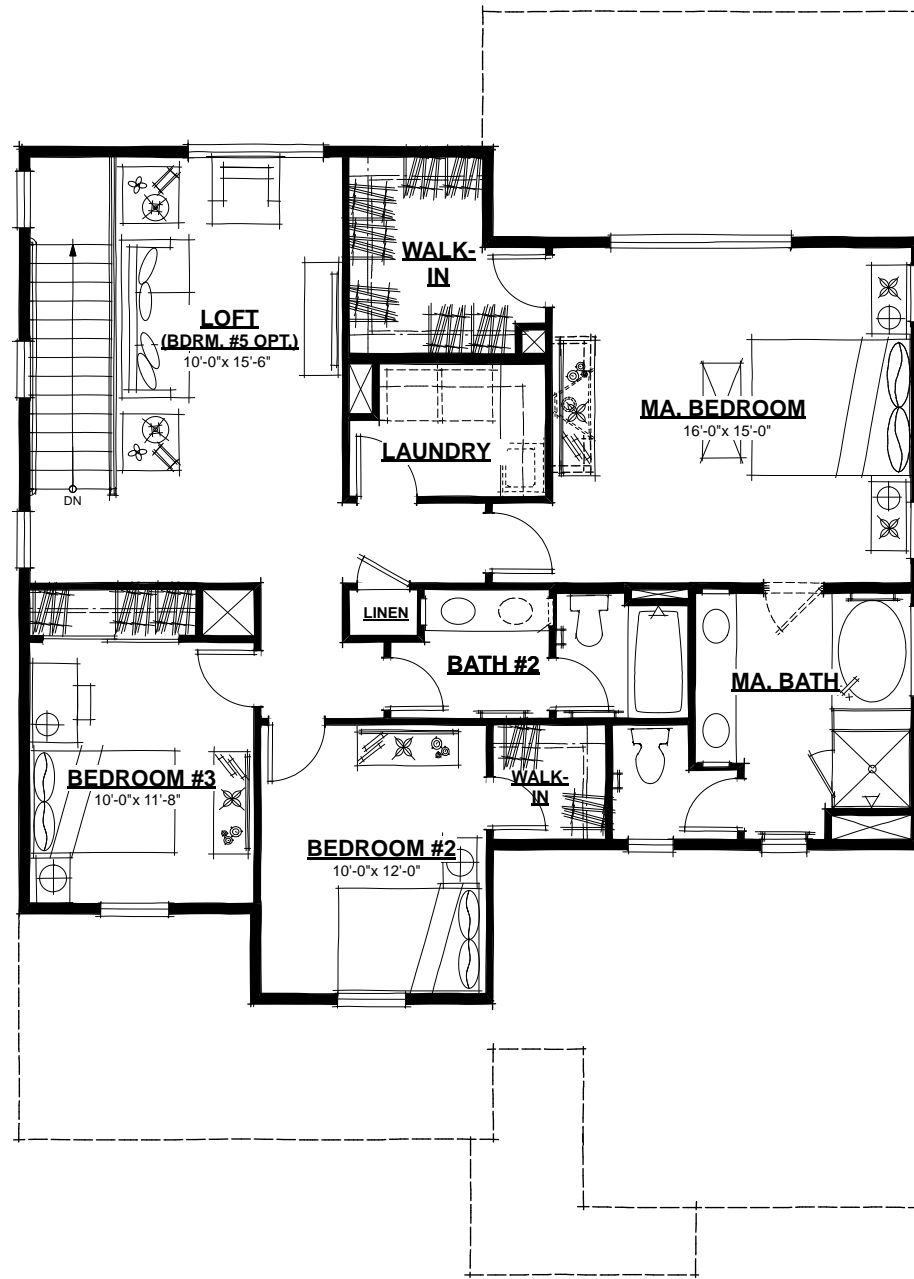 WALK-
IN
LOFT
(BDRM. #5 OPT.)
10'-0"x 15'-6"
MA. BEDROOM
16'-0"x 15'-0"
LAUNDRY
DN
LINEN
BATH #2
MA. BATH
BEDROOM #3
10'-0"x 11'-8"
WALK-
IN
BEDROOM #2
10'-0"x 12'-0"